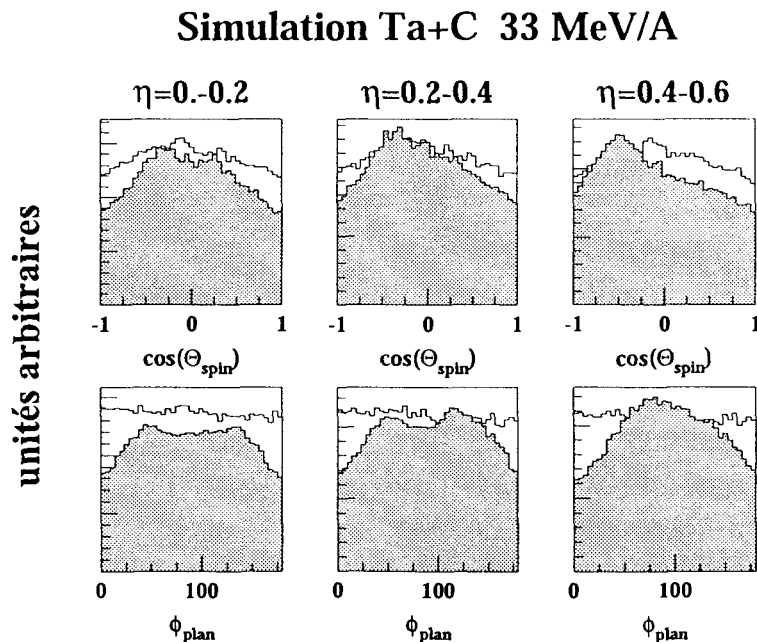 Simulation Ta+C 33 MeV/A
η=0.-0.2
η=0.2-0.4
η=0.4-0.6
unités arbitraires
-1 0 1
-1 0 1
-1 0 1
cos(Θspin)
cos(Θspin)
cos(Θspin)
0 100
0 100
0 100
ϕplan
ϕplan
ϕplan